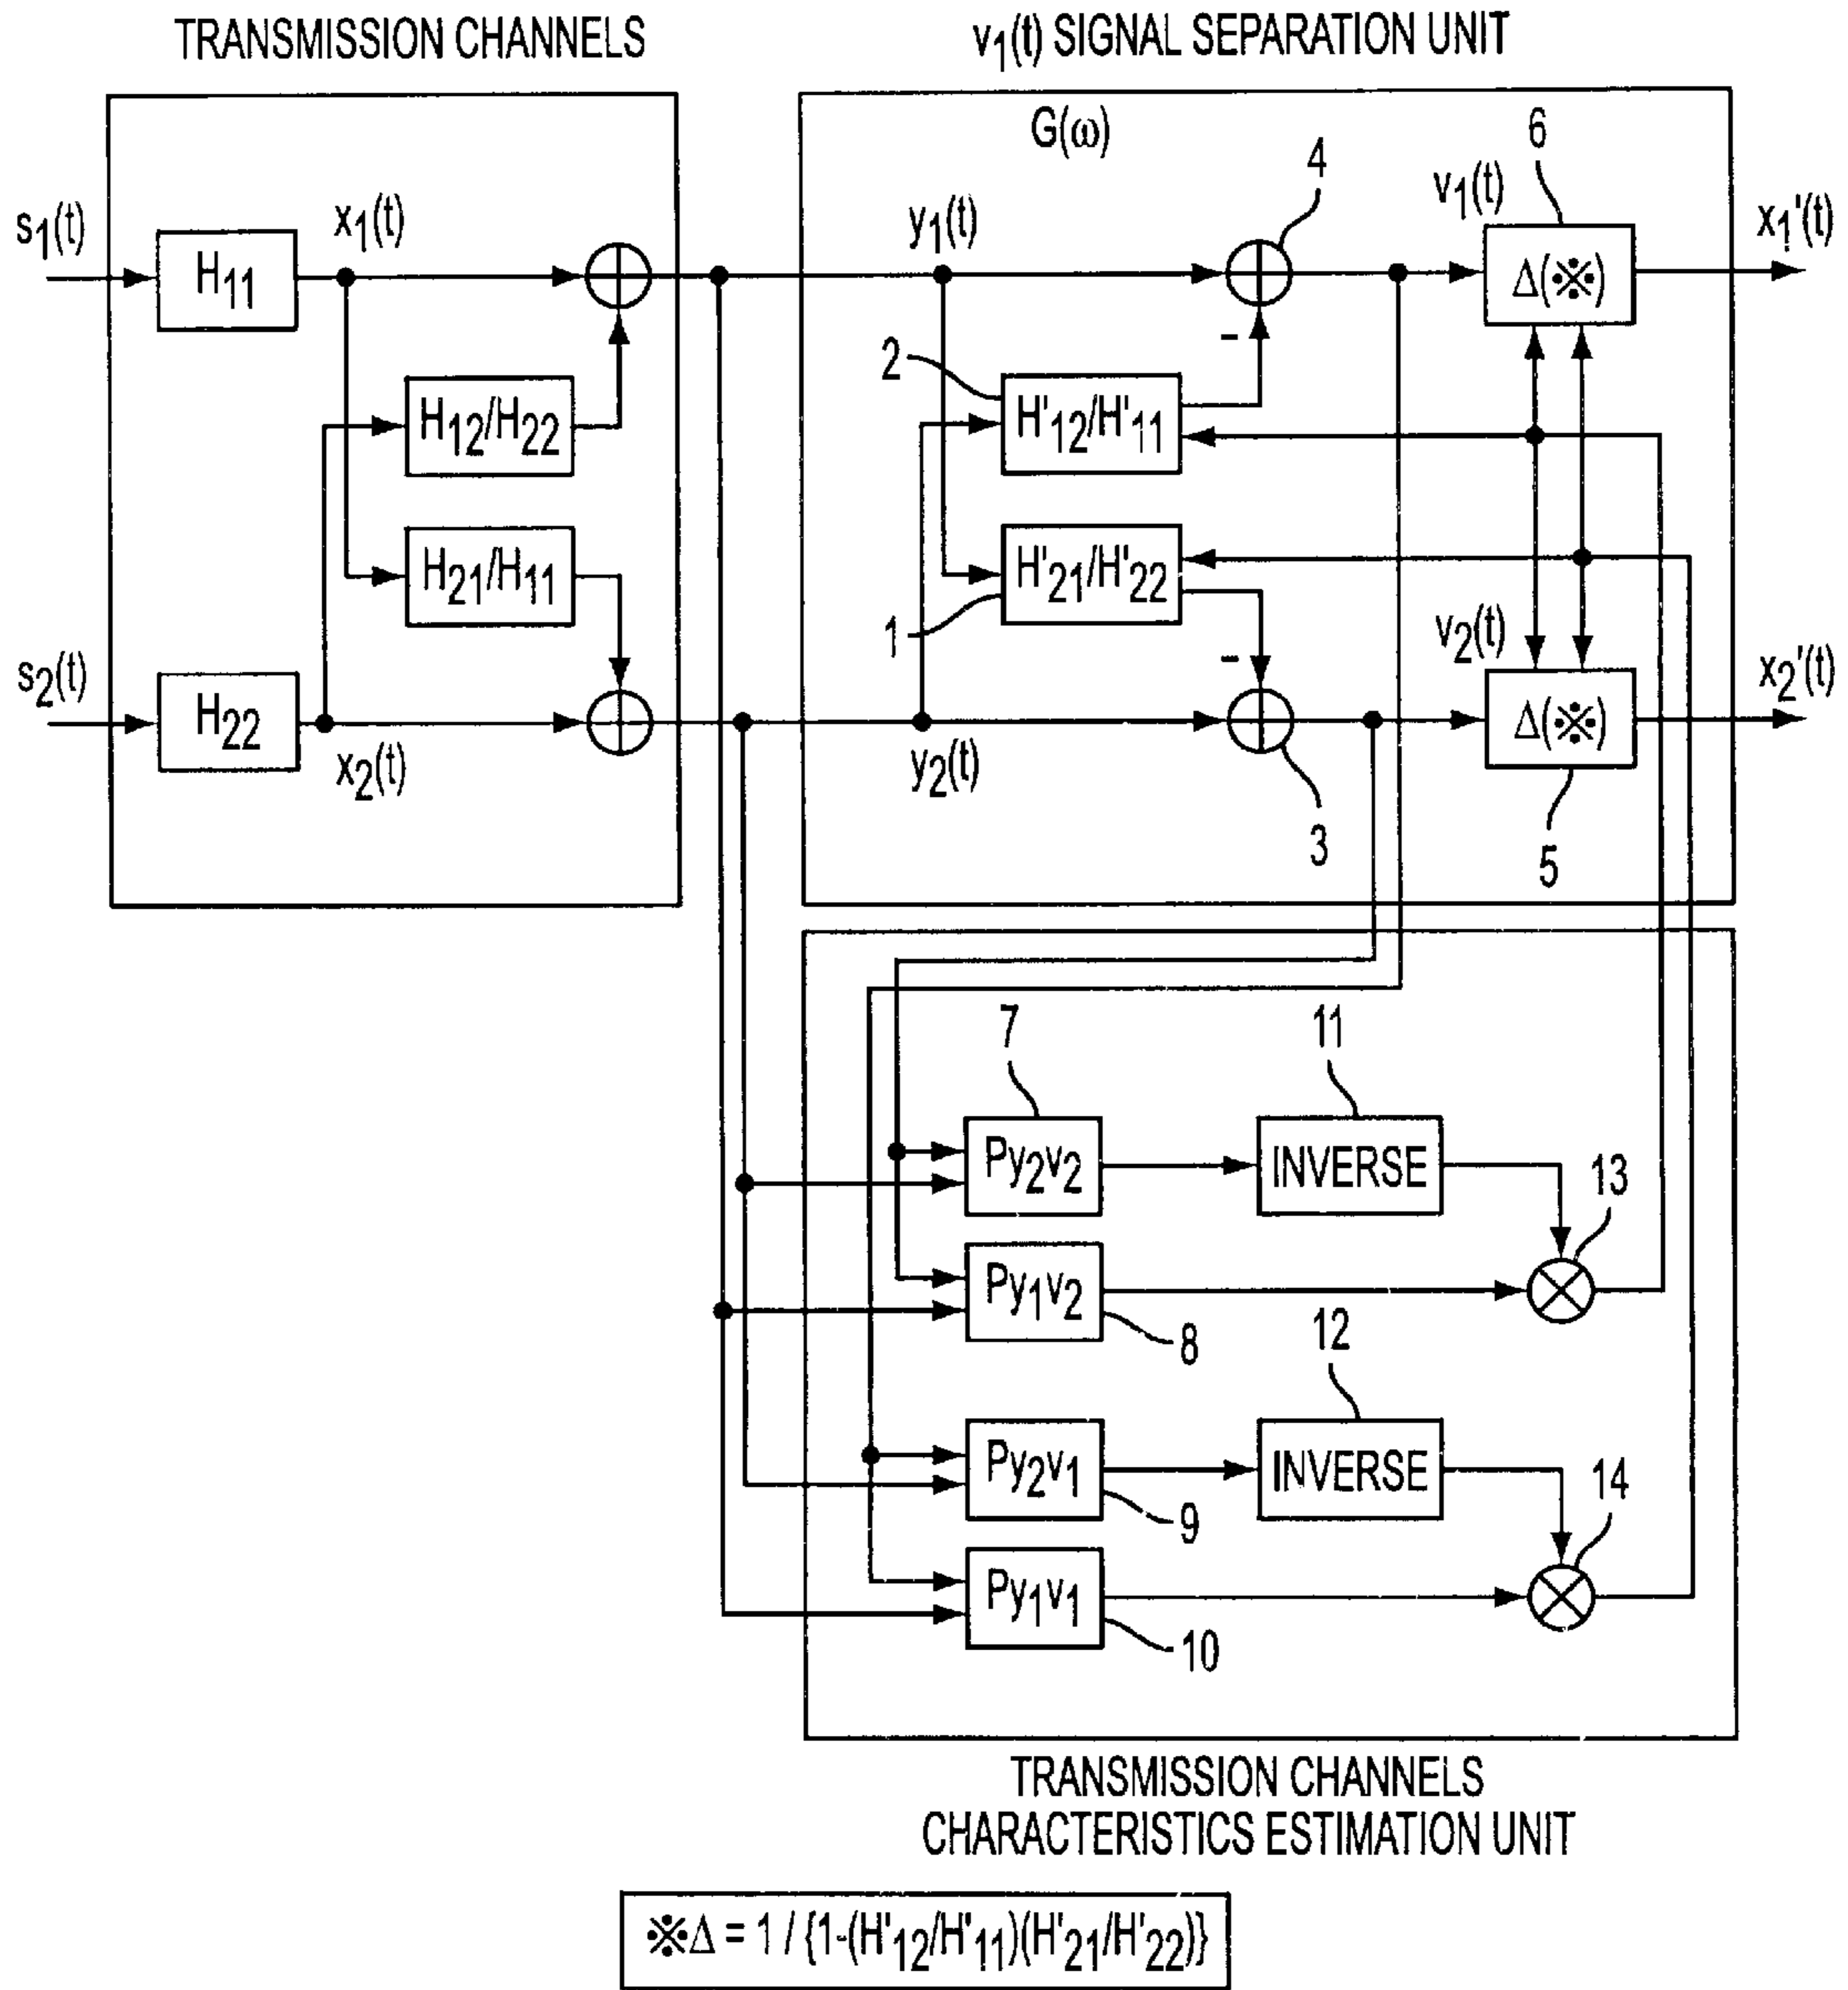 TRANSMISSION CHANNELS
v1(t) SIGNAL SEPARATION UNIT
G(ω)
6
4
s1(t)
x1(t)
y1(t)
v1(t)
x1'(t)
H11
Δ(※)
-
2
H12/H22
H'12/H'11
H21/H11
H'21/H'22
1
v2(t)
-
s2(t)
x2'(t)
H22
Δ(※)
x2(t)
y2(t)
3
5
7
11
Py2v2
INVERSE
13
Py1v2
8
12
Py2v1
INVERSE
14
9
Py1v1
10
TRANSMISSION CHANNELS
CHARACTERISTICS ESTIMATION UNIT
※Δ = 1 / {1-(H'12/H'11)(H'21/H'22)}